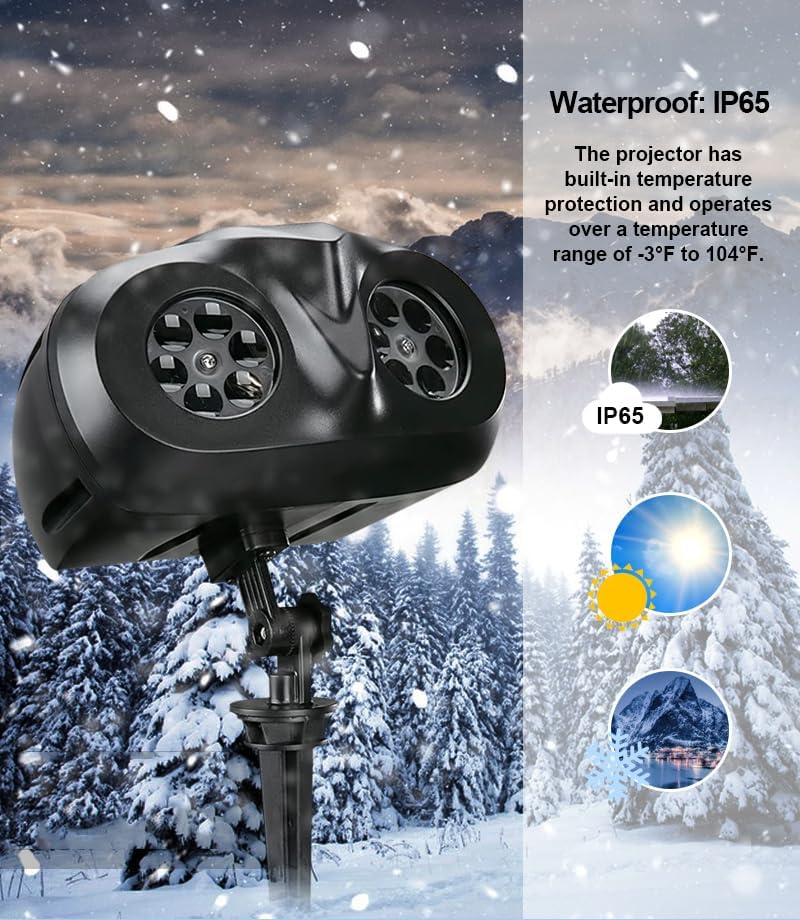 Waterproof: IP65
The projector has
built-in temperature
protection and operates
over a temperature
range of -3°F to 104°F.
IP65